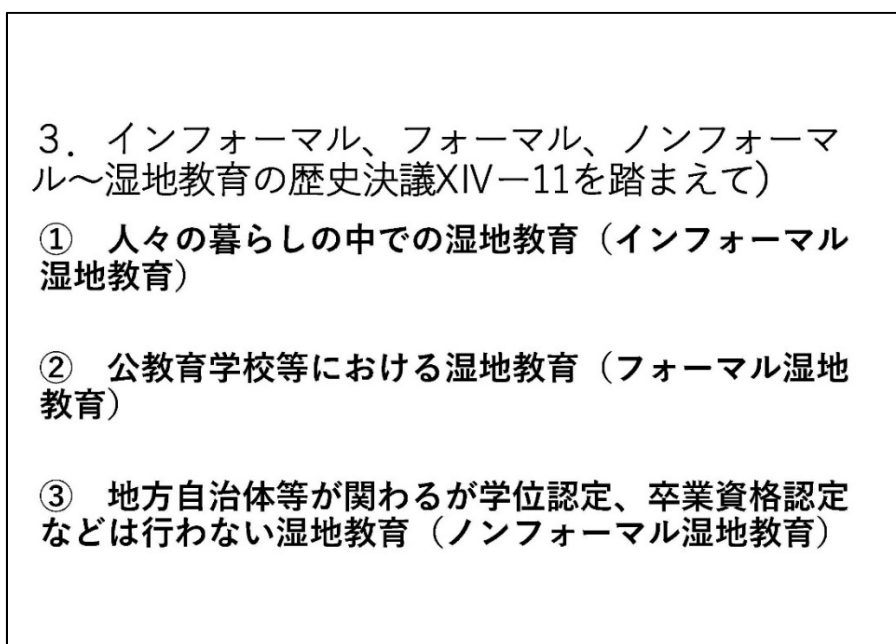 3．インフォーマル、フォーマル、ノンフォーマ
ル～湿地教育の歴史決議XIVー11を踏まえて）
①　人々の暮らしの中での湿地教育（インフォーマル
湿地教育）
②　公教育学校等における湿地教育（フォーマル湿地
教育）
③　地方自治体等が関わるが学位認定、卒業資格認定
などは行わない湿地教育（ノンフォーマル湿地教育）